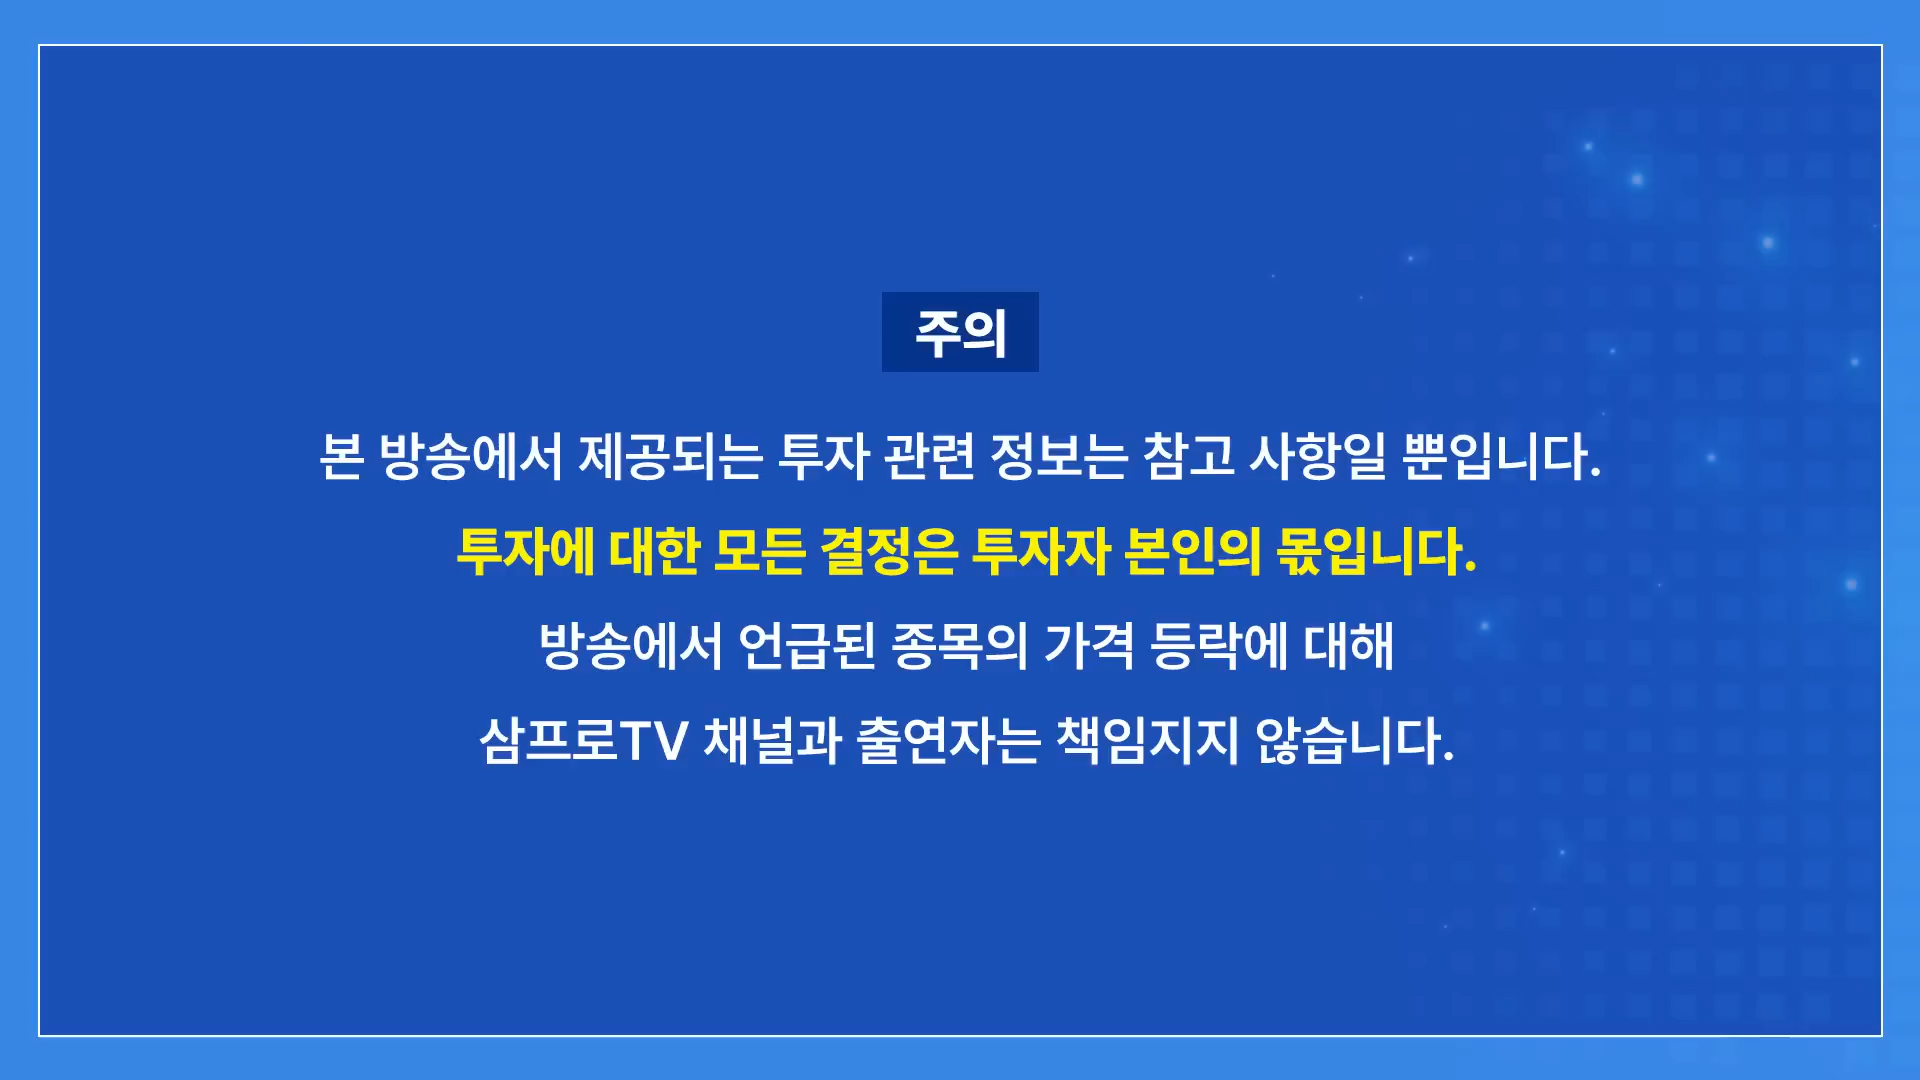 주의
본 방송에서 제공되는 투자 관련 정보는 참고 사항일 뿐입니다.
투자에 대한 모든 결정은 투자자 본인의 몫입니다.
방송에서 언급된 종목의 가격 등락에 대해
삼프로TV 채널과 출연자는 책임지지 않습니다.